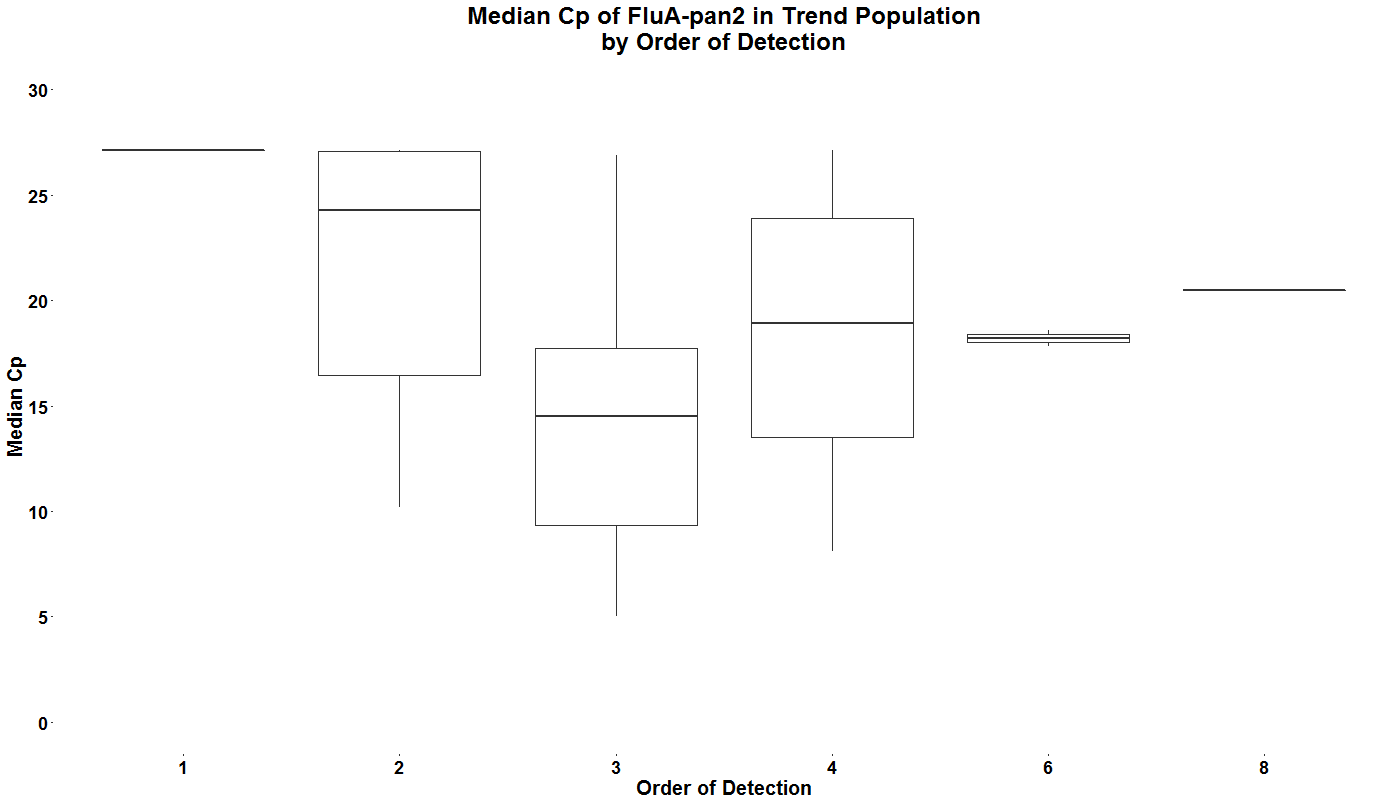 Median Cp of FluA-pan2 in Trend Population
by Order of Detection
30
25
20
15
10
5
0
Median Cp
1 2 3 4 6 8
Order of Detection